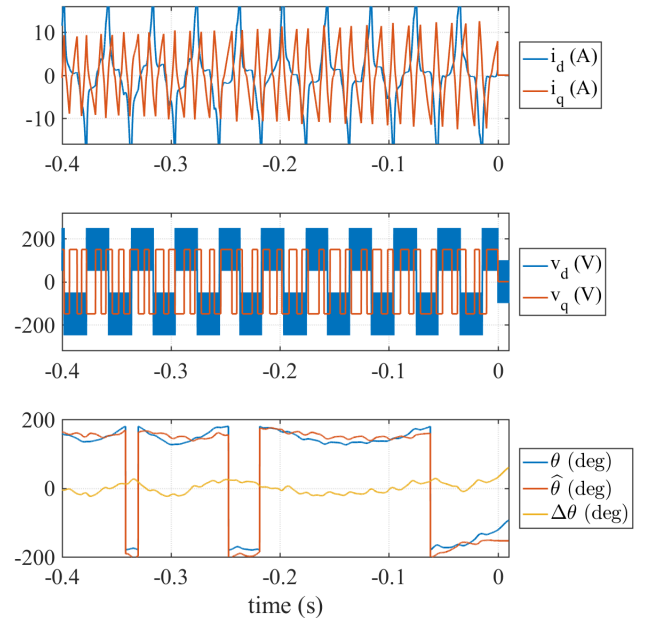 10
0
-10
-0.4 -0.3 -0.2 -0.1 0
i_d (A)
i_q (A)
200
0
-200
-0.4 -0.3 -0.2 -0.1 0
v_d (V)
v_q (V)
200
0
-200
-0.4 -0.3 -0.2 -0.1 0
θ (deg)
θ̂ (deg)
Δθ (deg)
time (s)